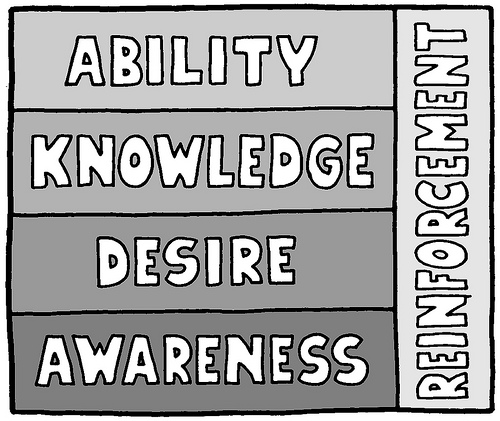 ABILITY
KNOWLEDGE
DESIRE
AWARENESS
REINFORCEMENT